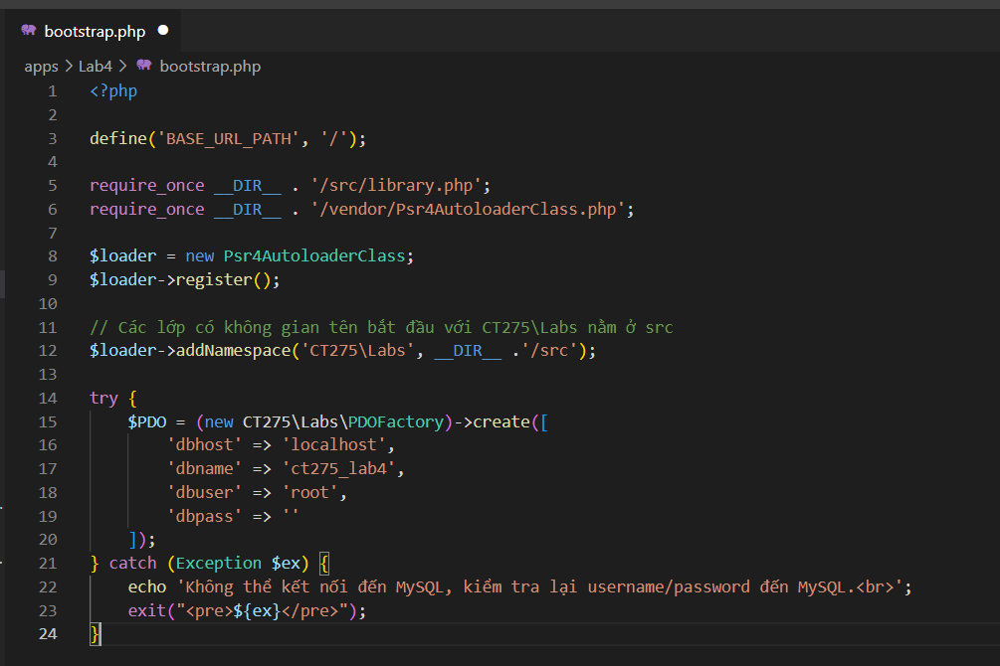 bootstrap.php
apps > Lab4 > bootstrap.php
1 <?php
2
3 define('BASE_URL_PATH', '/');
4
5 require_once __DIR__ . '/src/library.php';
6 require_once __DIR__ . '/vendor/Psr4AutoloaderClass.php';
7
8 $loader = new Psr4AutoloaderClass;
9 $loader->register();
10
11 // Các lớp có không gian tên bắt đầu với CT275\Labs nằm ở src
12 $loader->addNamespace('CT275\Labs', __DIR__ .'/src');
13
14 try {
15     $PDO = (new CT275\Labs\PDOFactory)->create([
16         'dbhost' => 'localhost',
17         'dbname' => 'ct275_lab4',
18         'dbuser' => 'root',
19         'dbpass' => ''
20     ]);
21 } catch (Exception $ex) {
22     echo 'Không thể kết nối đến MySQL, kiểm tra lại username/password đến MySQL.<br>';
23     exit("<pre>${ex}</pre>");
24 }